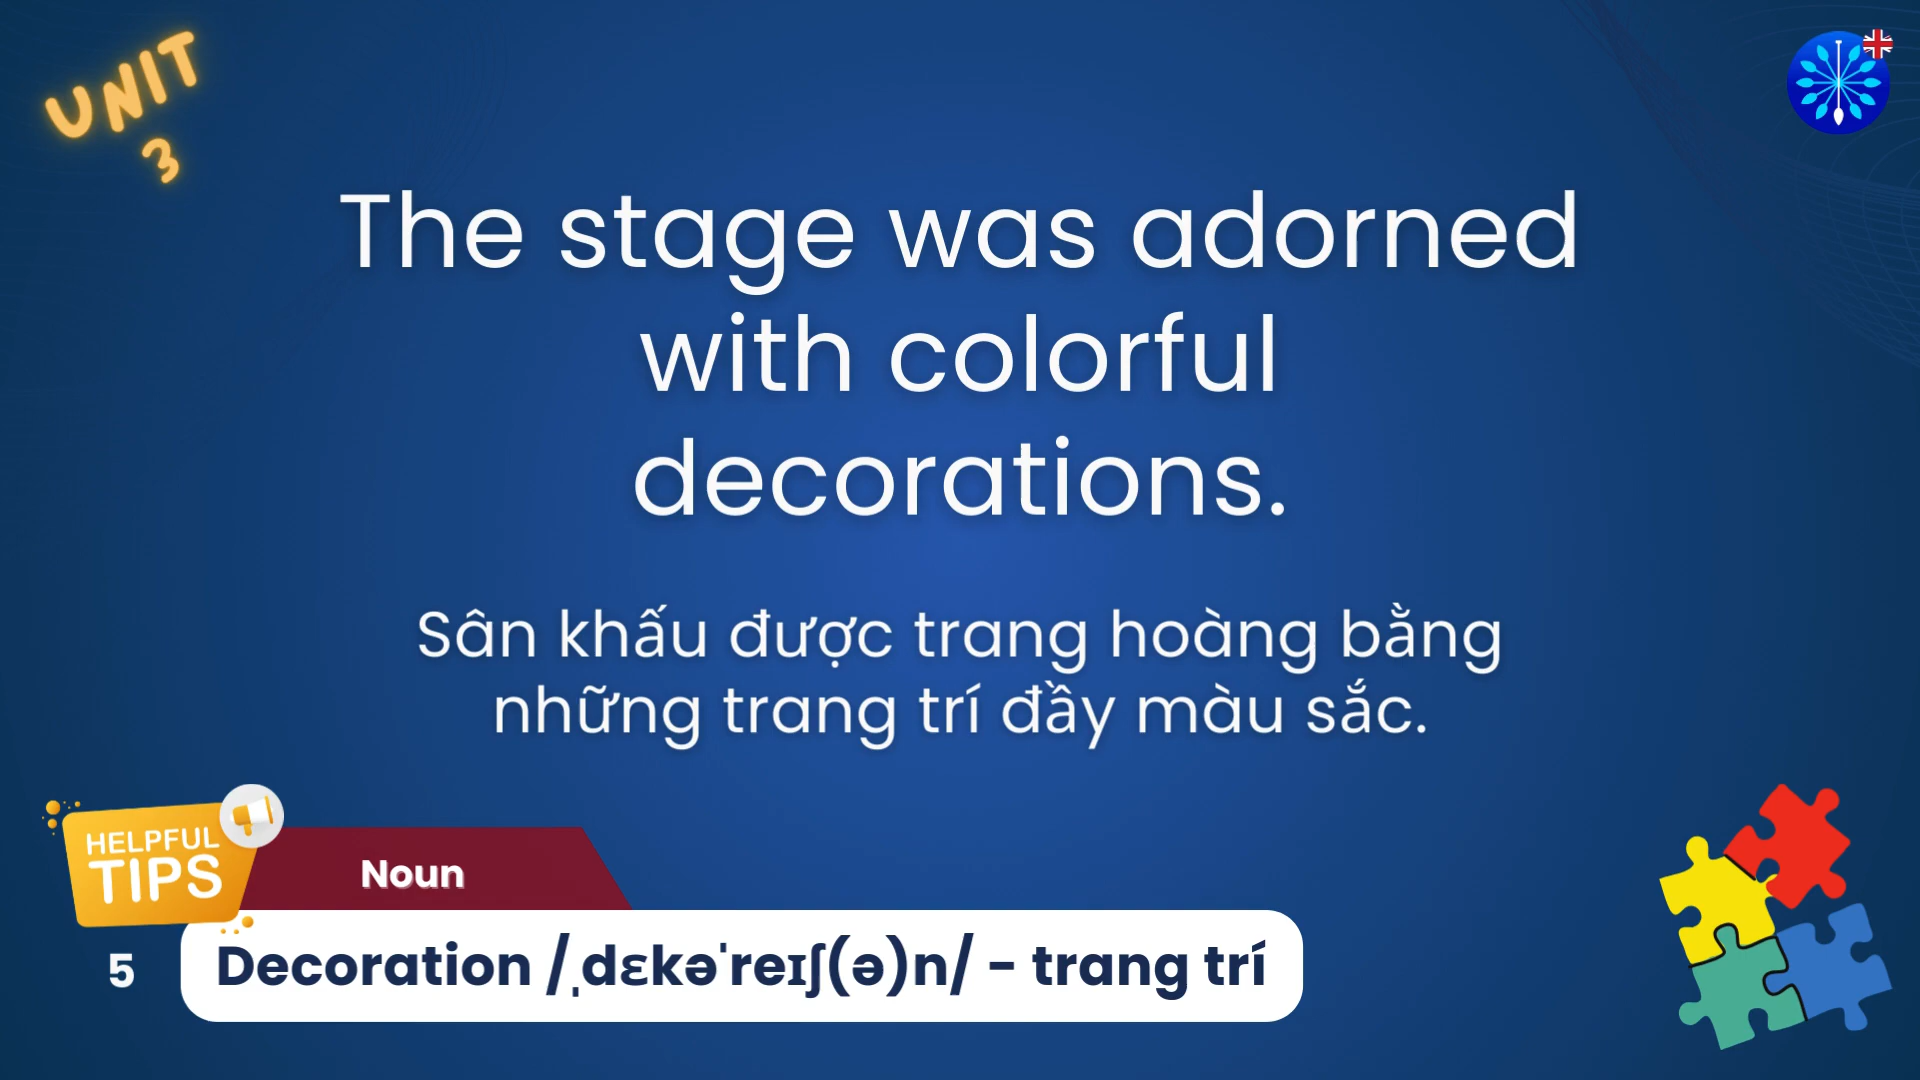 UNIT
3
The stage was adorned
with colorful
decorations.
Sân khấu được trang hoàng bằng
những trang trí đầy màu sắc.
HELPFUL
TIPS
Noun
5
Decoration /ˌdɛkəˈreɪʃ(ə)n/ - trang trí